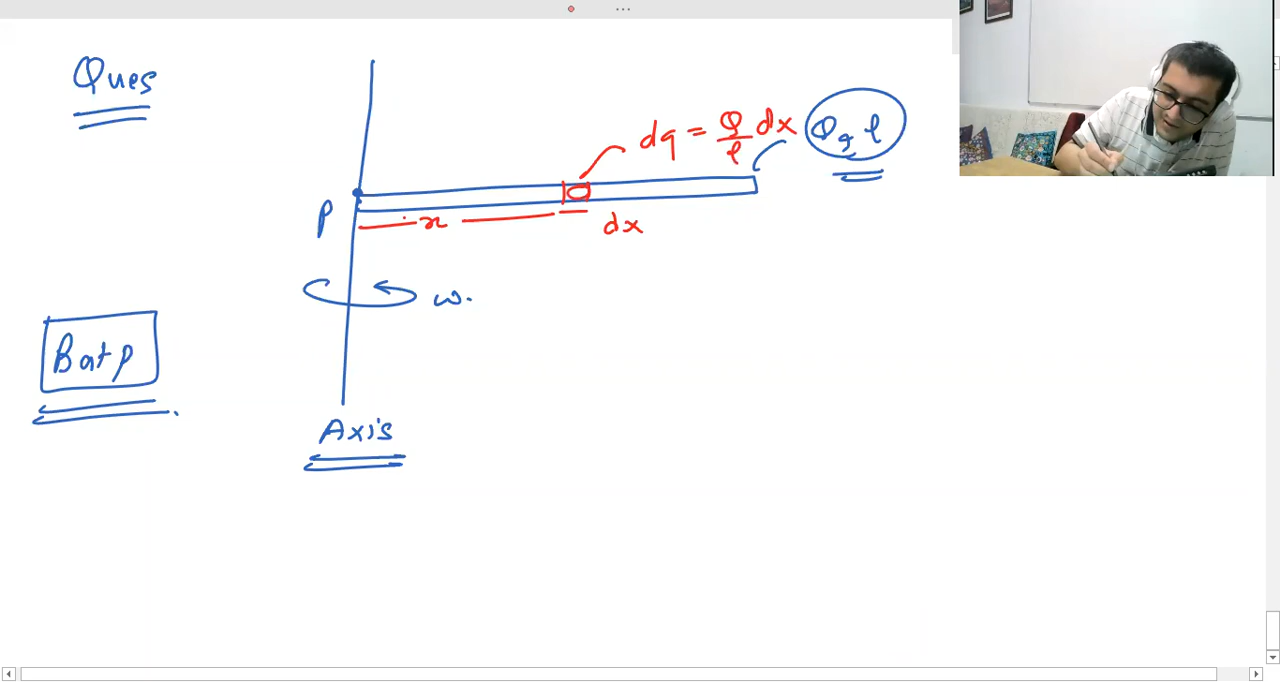 Ques
dq = Q/l dx
Q, l
P
x
dx
ω.
B at P
Axis